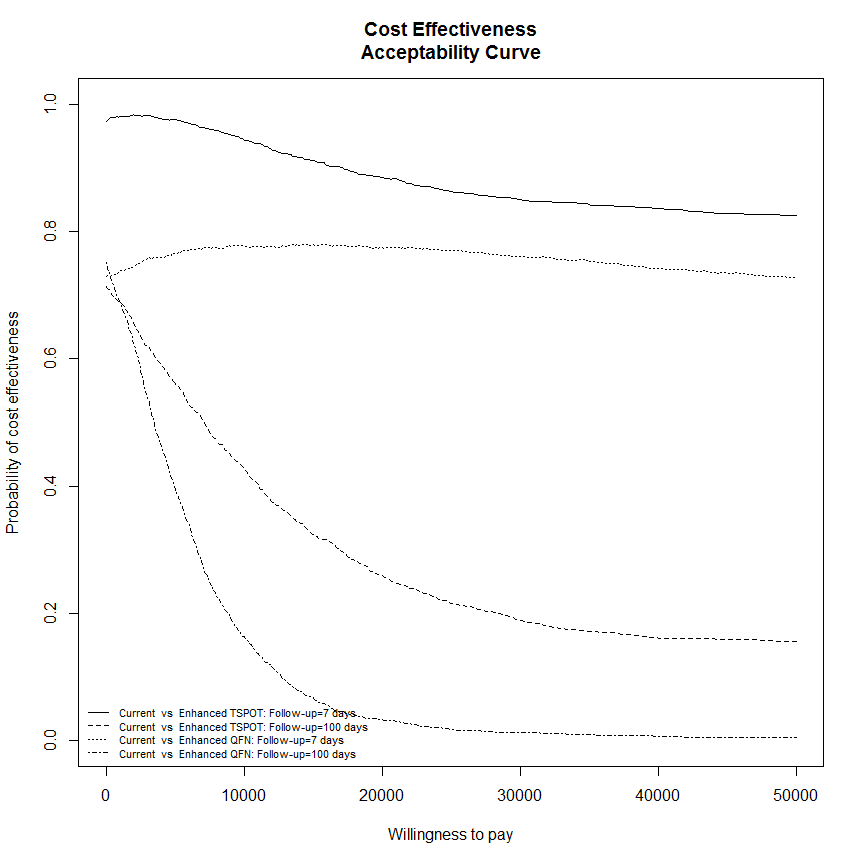 Cost Effectiveness
Acceptability Curve
Probability of cost effectiveness
1.0
0.8
0.6
0.4
0.2
0.0
Current vs Enhanced TSPOT: Follow-up=7 days
Current vs Enhanced TSPOT: Follow-up=100 days
Current vs Enhanced QFN: Follow-up=7 days
Current vs Enhanced QFN: Follow-up=100 days
0 10000 20000 30000 40000 50000
Willingness to pay